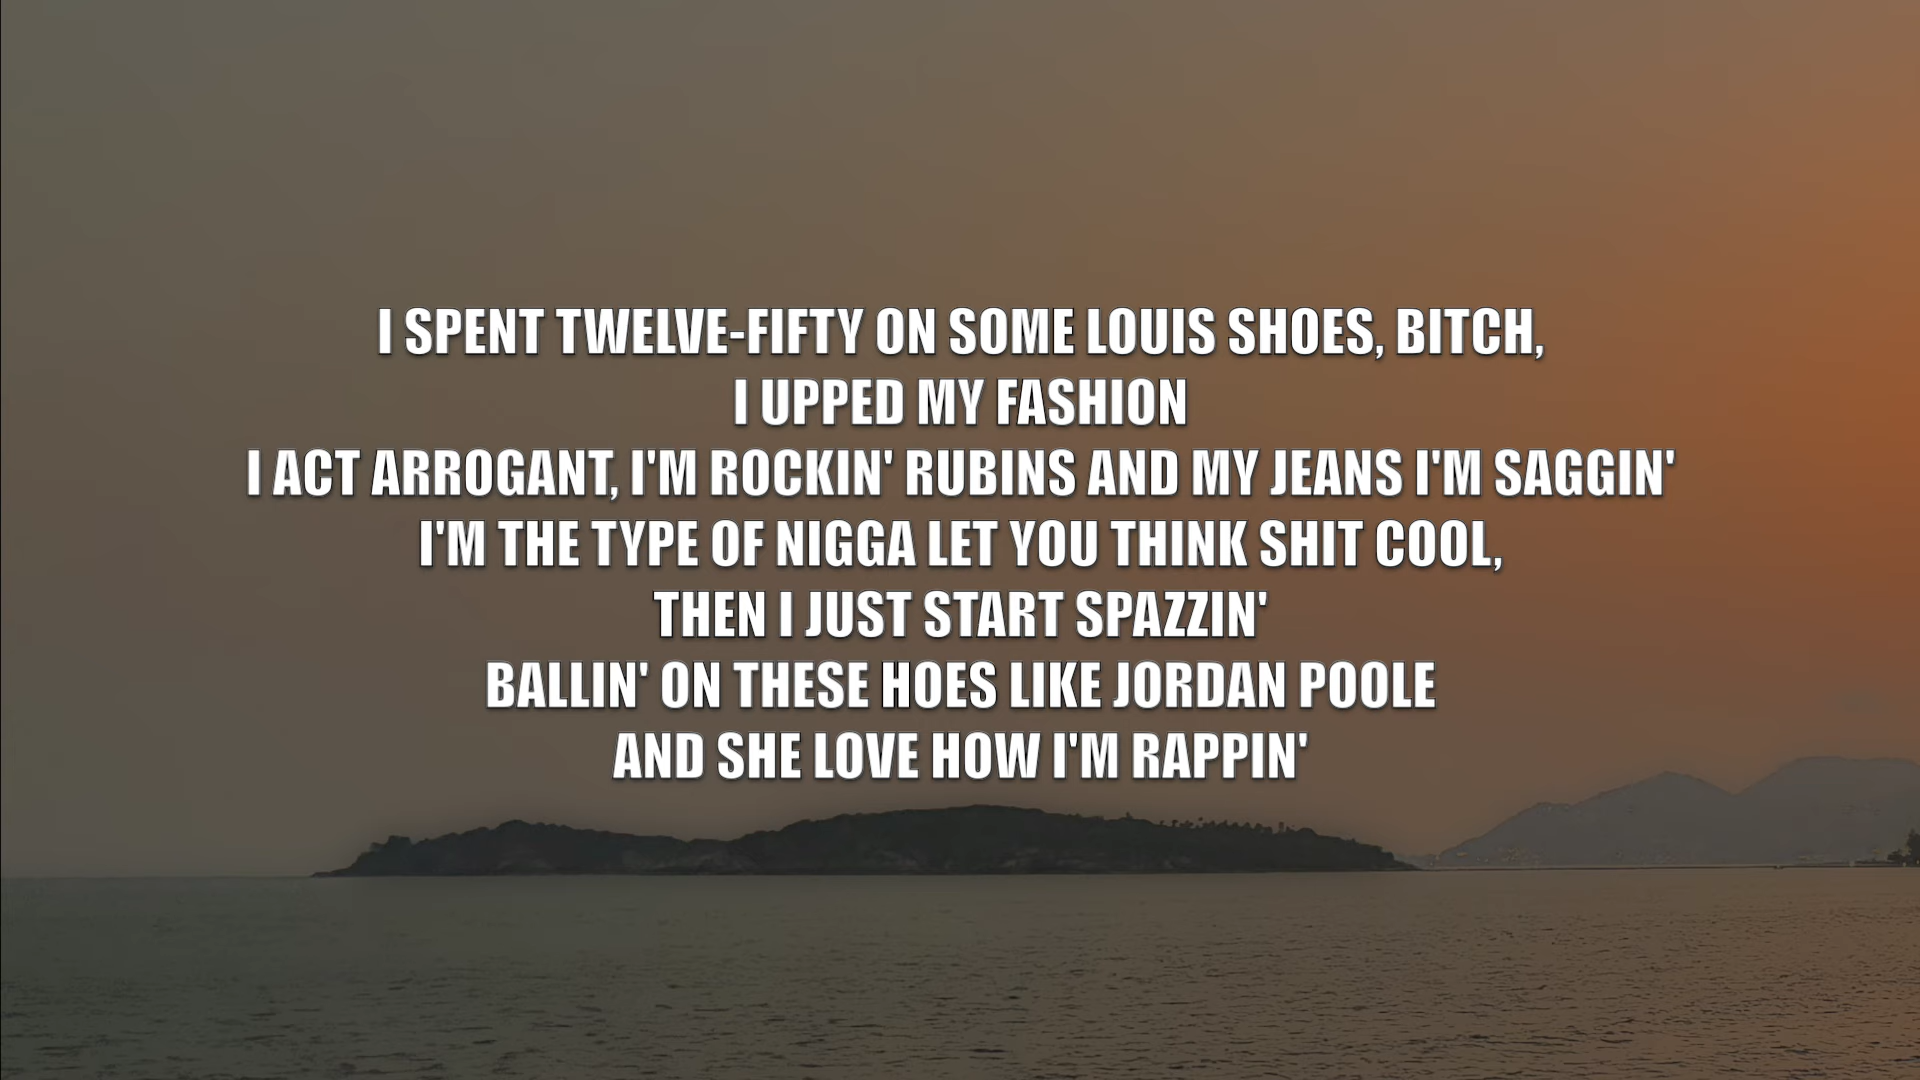 I SPENT TWELVE-FIFTY ON SOME LOUIS SHOES, BITCH,
I UPPED MY FASHION
I ACT ARROGANT, I'M ROCKIN' RUBINS AND MY JEANS I'M SAGGIN'
I'M THE TYPE OF NIGGA LET YOU THINK SHIT COOL,
THEN I JUST START SPAZZIN'
BALLIN' ON THESE HOES LIKE JORDAN POOLE
AND SHE LOVE HOW I'M RAPPIN'